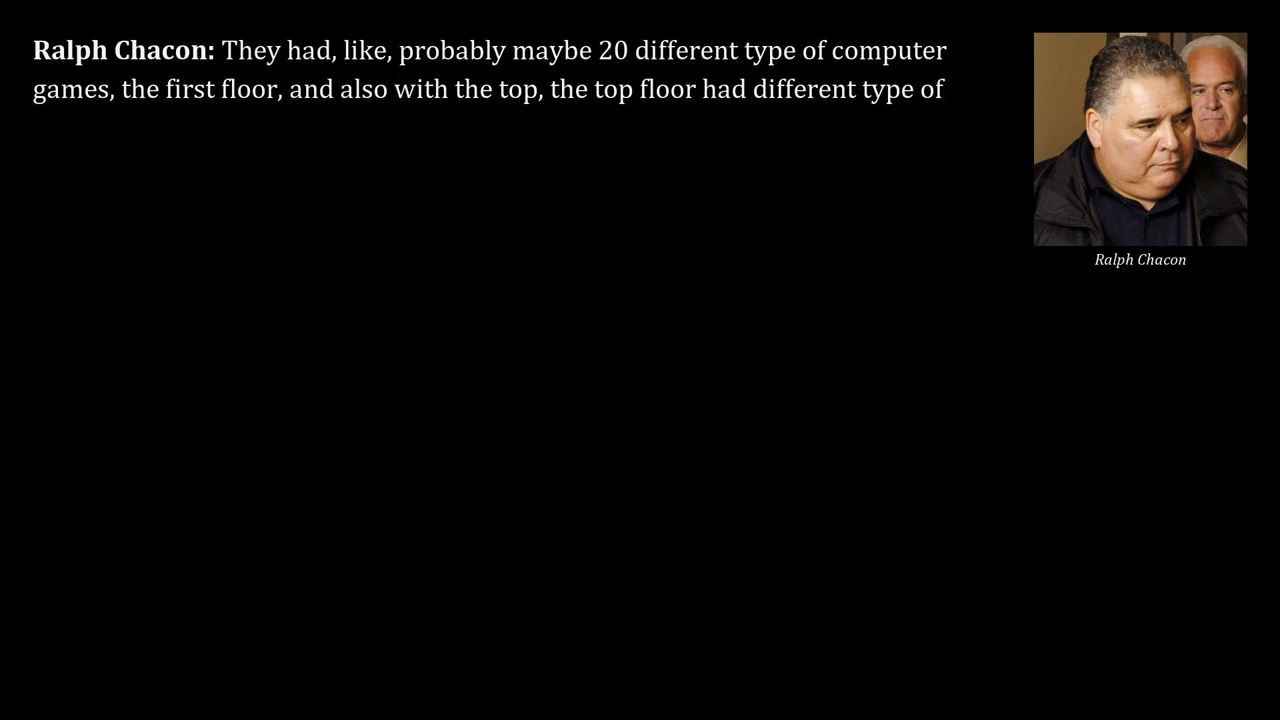 Ralph Chacon: They had, like, probably maybe 20 different type of computer
games, the first floor, and also with the top, the top floor had different type of
Ralph Chacon